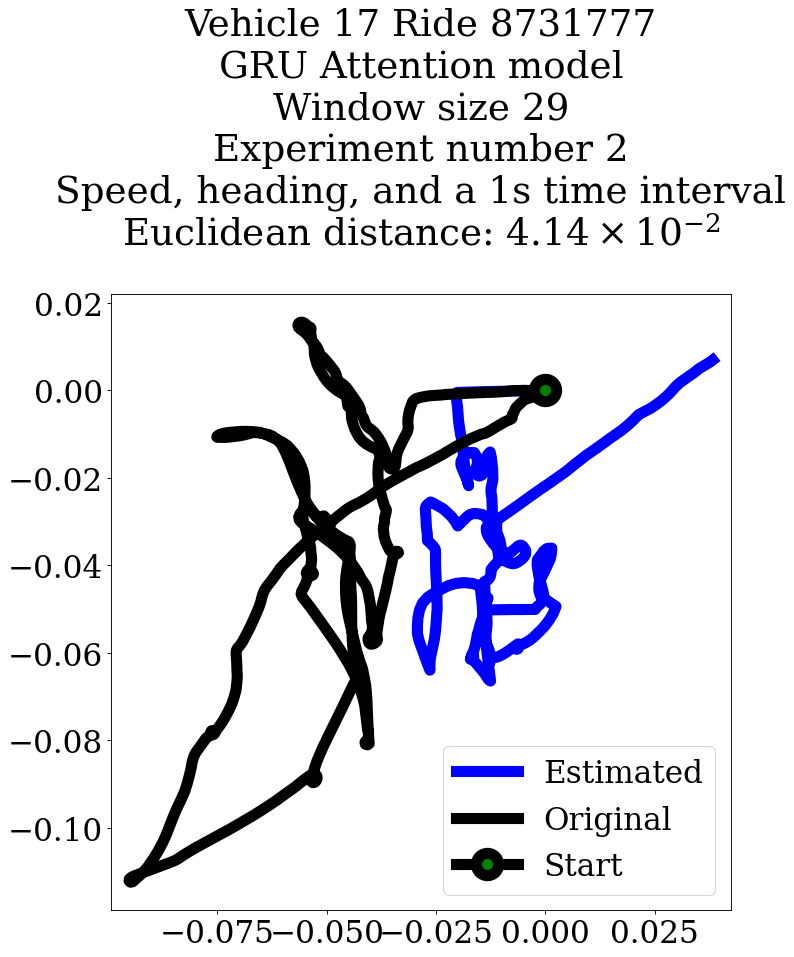 Vehicle 17 Ride 8731777
GRU Attention model
Window size 29
Experiment number 2
Speed, heading, and a 1s time interval
Euclidean distance: 4.14 × 10⁻²
0.02
0.00
−0.02
−0.04
−0.06
−0.08
−0.10
Estimated
Original
Start
−0.075 −0.050 −0.025 0.000 0.025